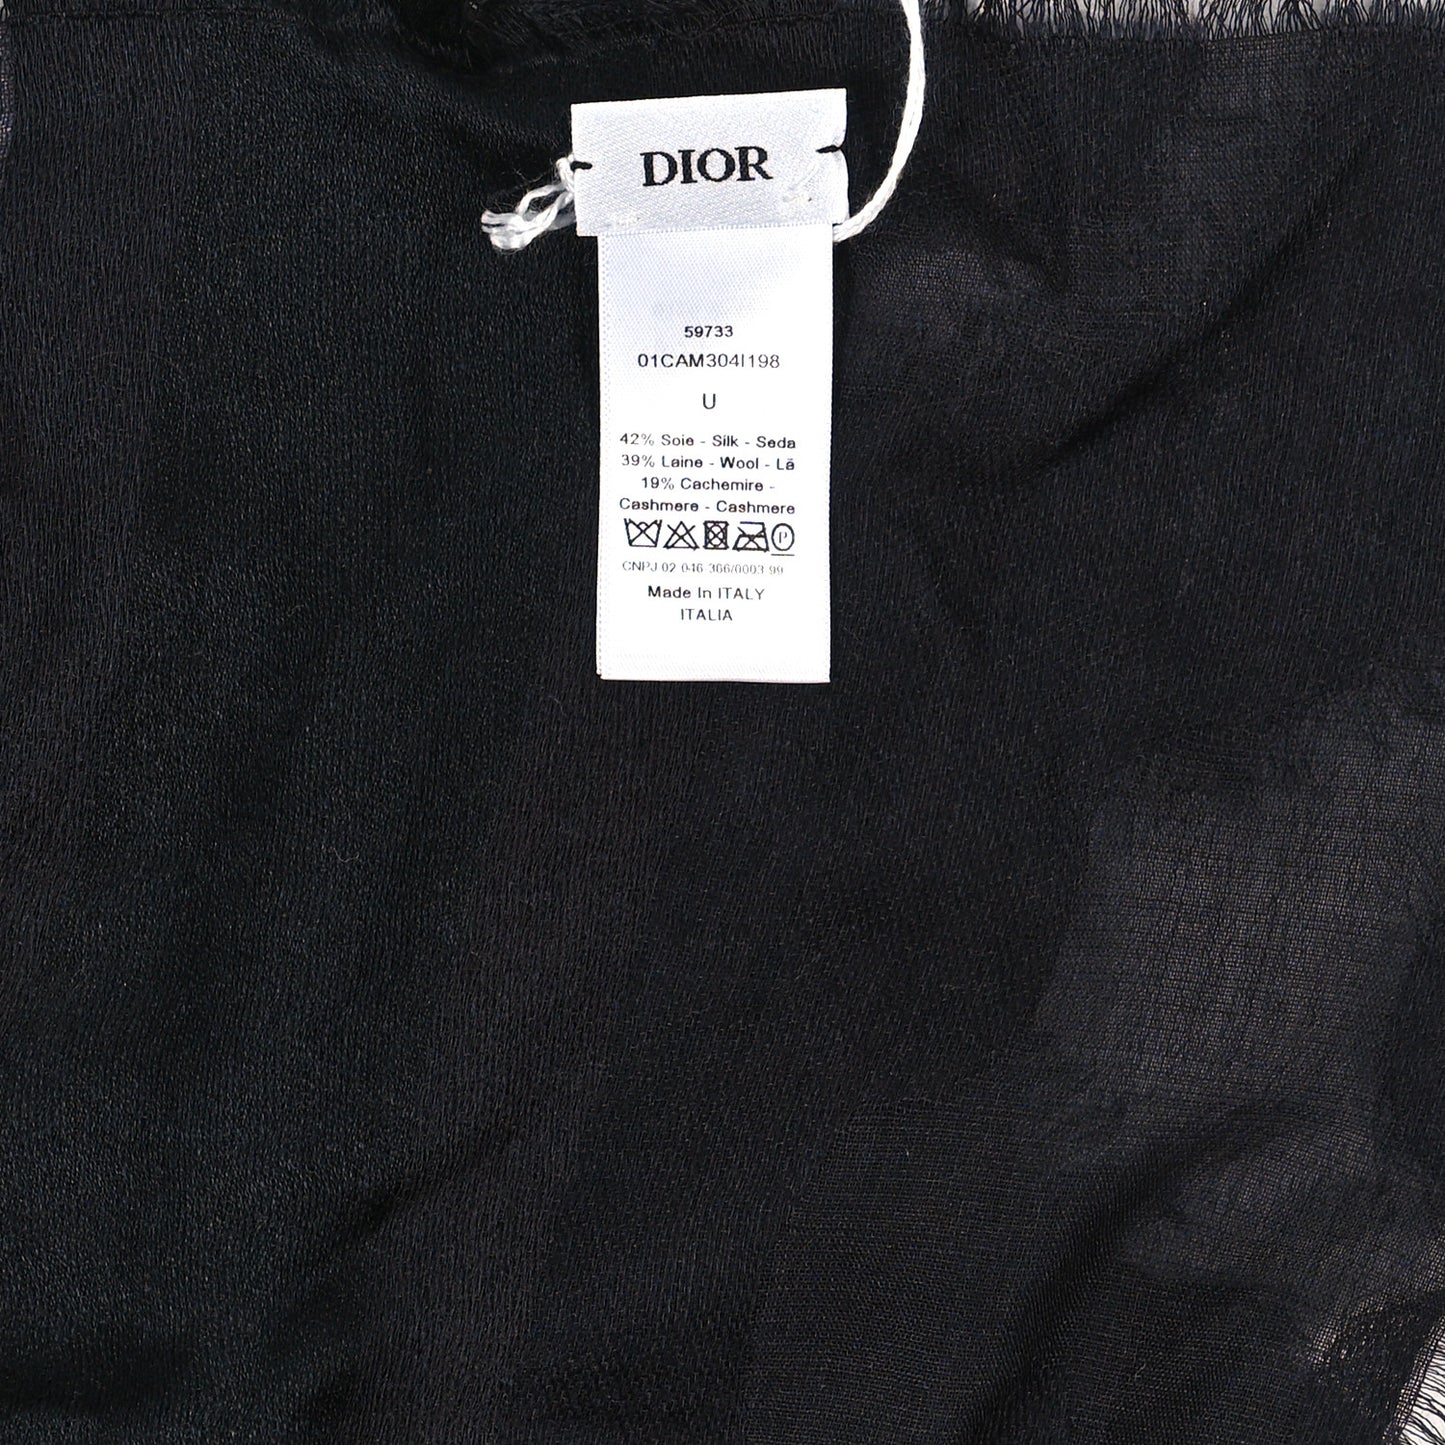 DIOR
59733
01CAM304I198
U
42% Soie - Silk - Seda
39% Laine - Wool - Lã
19% Cachemire -
Cashmere - Cashmere
P
CNPJ 02 046 366/0003 99
Made In ITALY
ITALIA